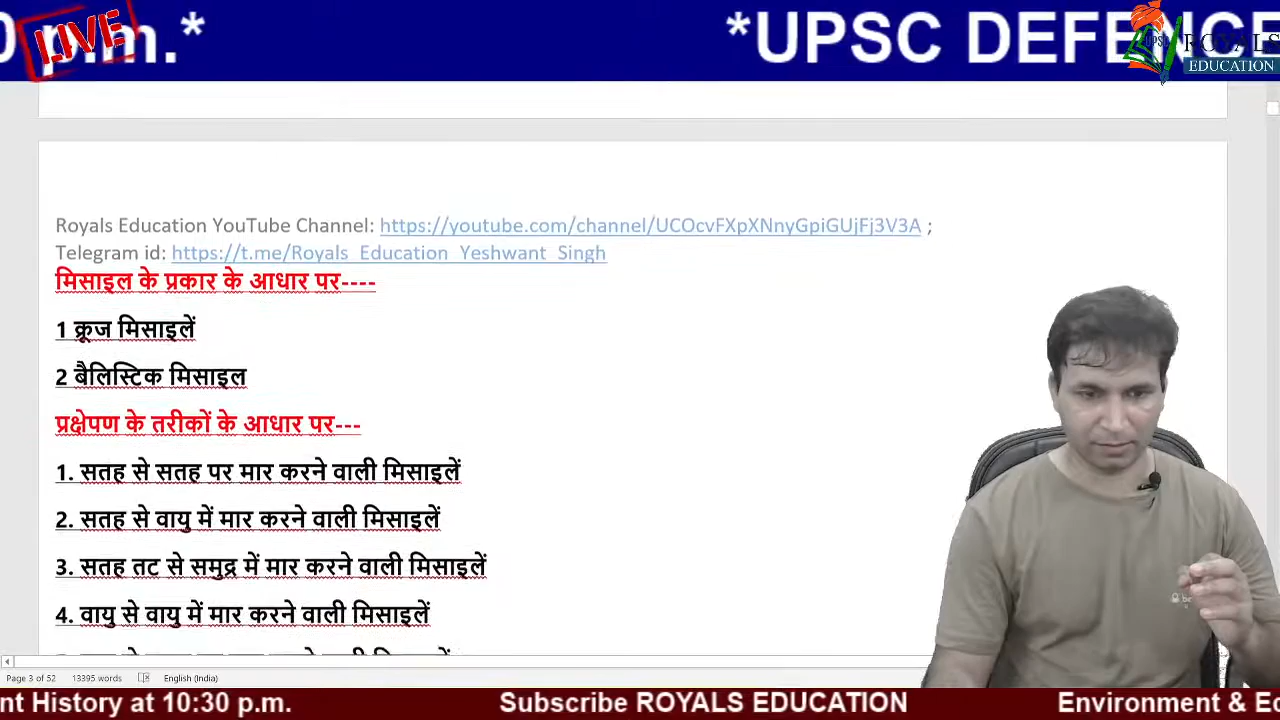 LIVE
p.m.*
*UPSC DEFENCE
ROYALS
EDUCATION
Royals Education YouTube Channel: https://youtube.com/channel/UCOcvFXpXNnyGpiGUjFj3V3A ;
Telegram id: https://t.me/Royals_Education_Yeshwant_Singh
मिसाइल के प्रकार के आधार पर----
1 क्रूज मिसाइलें
2 बैलिस्टिक मिसाइल
प्रक्षेपण के तरीकों के आधार पर---
1. सतह से सतह पर मार करने वाली मिसाइलें
2. सतह से वायु में मार करने वाली मिसाइलें
3. सतह तट से समुद्र में मार करने वाली मिसाइलें
4. वायु से वायु में मार करने वाली मिसाइलें
Page 3 of 52 13395 words English (India)
nt History at 10:30 p.m. Subscribe ROYALS EDUCATION Environment & Ec